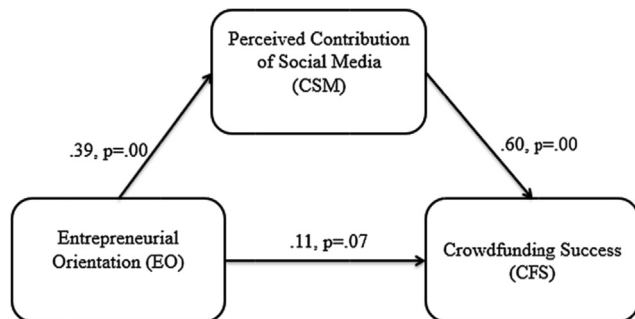 Perceived Contribution
of Social Media
(CSM)
.39, p=.00
.60, p=.00
Entrepreneurial
Orientation (EO)
.11, p=.07
Crowdfunding Success
(CFS)